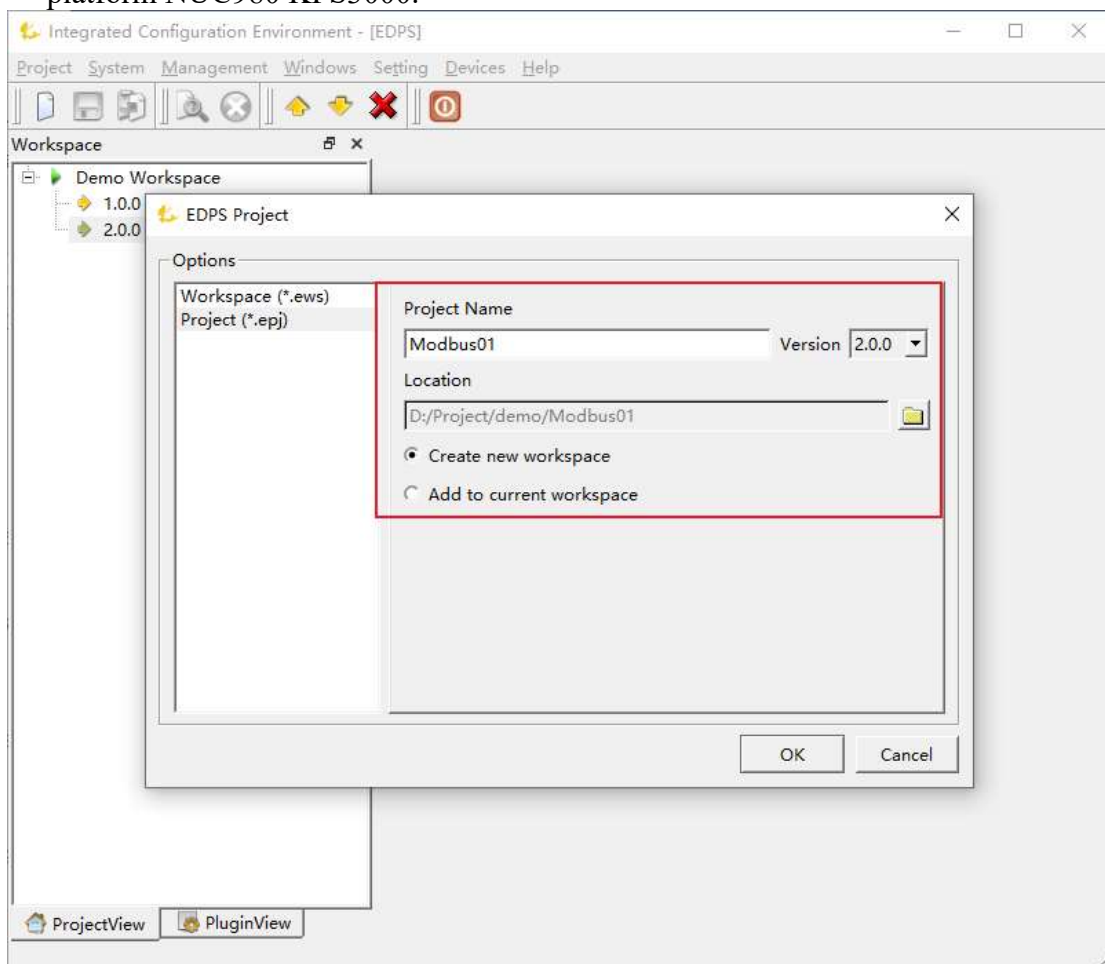 Integrated Configuration Environment - [EDPS]
Project System Management Windows Setting Devices Help
Workspace
Demo Workspace
1.0.0
2.0.0
EDPS Project
Options
Workspace (*.ews)
Project (*.epj)
Project Name
Modbus01 Version 2.0.0
Location
D:/Project/demo/Modbus01
Create new workspace
Add to current workspace
OK Cancel
ProjectView PluginView